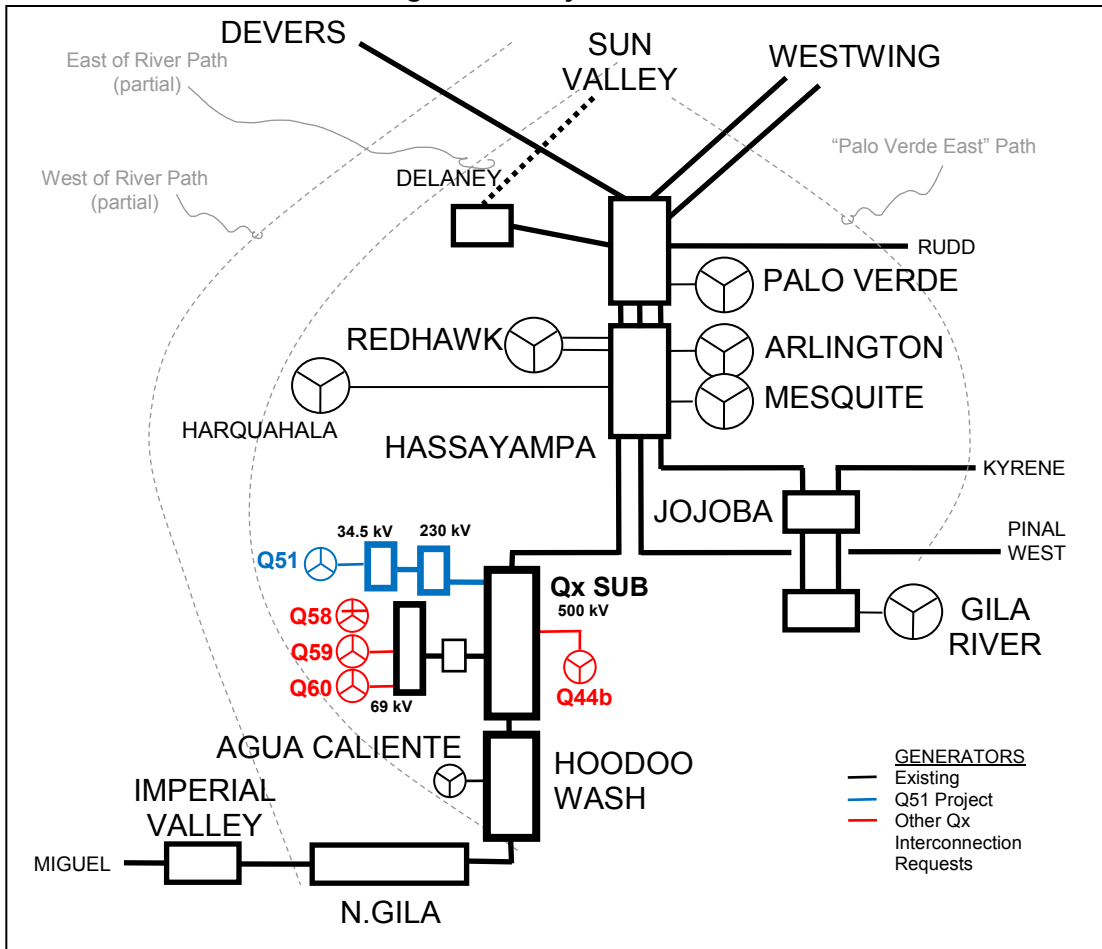 DEVERS
SUN
VALLEY
WESTWING
East of River Path
(partial)
"Palo Verde East" Path
West of River Path
(partial)
DELANEY
RUDD
PALO VERDE
REDHAWK
ARLINGTON
MESQUITE
HARQUAHALA
HASSAYAMPA
KYRENE
JOJOBA
PINAL
WEST
34.5 kV
230 kV
Q51
Qx SUB
500 kV
Q58
Q59
Q60
69 kV
Q44b
GILA
RIVER
AGUA CALIENTE
HOODOO
WASH
IMPERIAL
VALLEY
MIGUEL
N.GILA
GENERATORS
Existing
Q51 Project
Other Qx
Interconnection
Requests